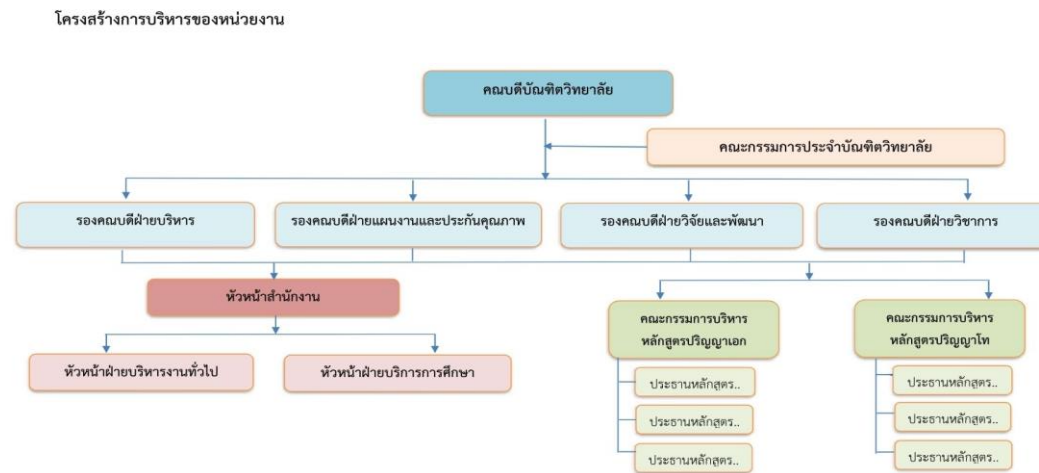 โครงสร้างการบริหารของหน่วยงาน
คณบดีบัณฑิตวิทยาลัย
คณะกรรมการประจำบัณฑิตวิทยาลัย
รองคณบดีฝ่ายบริหาร
รองคณบดีฝ่ายแผนงานและประกันคุณภาพ
รองคณบดีฝ่ายวิจัยและพัฒนา
รองคณบดีฝ่ายวิชาการ
หัวหน้าสำนักงาน
หัวหน้าฝ่ายบริหารงานทั่วไป
หัวหน้าฝ่ายบริการการศึกษา
คณะกรรมการบริหาร
หลักสูตรปริญญาเอก
ประธานหลักสูตร..
ประธานหลักสูตร..
ประธานหลักสูตร..
คณะกรรมการบริหาร
หลักสูตรปริญญาโท
ประธานหลักสูตร..
ประธานหลักสูตร..
ประธานหลักสูตร..